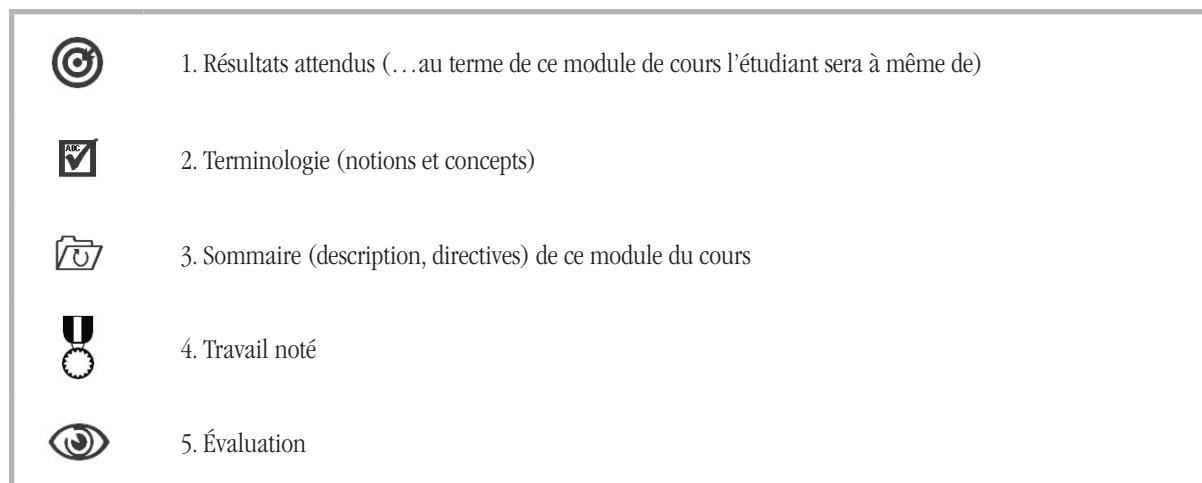 1. Résultats attendus (…au terme de ce module de cours l’étudiant sera à même de)
ABC
2. Terminologie (notions et concepts)
3. Sommaire (description, directives) de ce module du cours
4. Travail noté
5. Évaluation